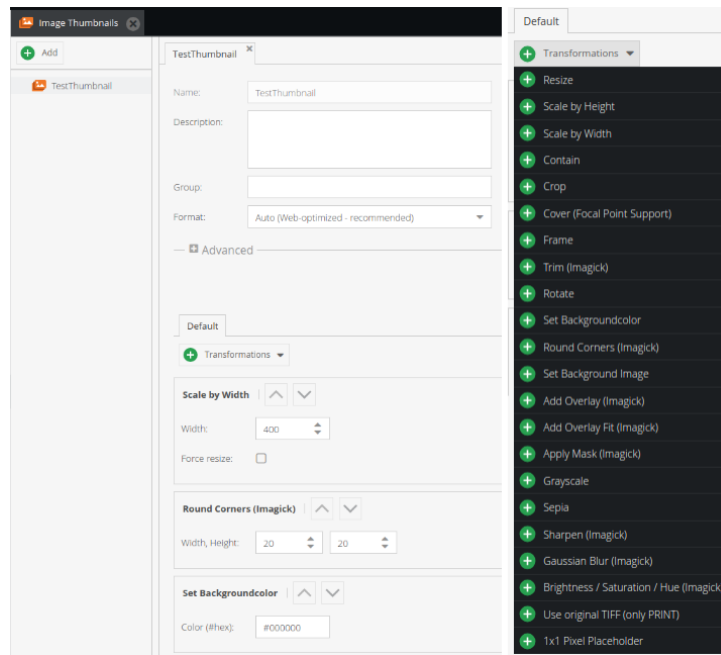 Image Thumbnails
Add
TestThumbnail
TestThumbnail
Name: TestThumbnail
Description:
Group:
Format: Auto (Web-optimized - recommended)
Advanced
Default
Transformations
Scale by Width
Width: 400
Force resize:
Round Corners (Imagick)
Width, Height: 20 20
Set Backgroundcolor
Color (#hex): #000000
Default
Transformations
Resize
Scale by Height
Scale by Width
Contain
Crop
Cover (Focal Point Support)
Frame
Trim (Imagick)
Rotate
Set Backgroundcolor
Round Corners (Imagick)
Set Background Image
Add Overlay (Imagick)
Add Overlay Fit (Imagick)
Apply Mask (Imagick)
Grayscale
Sepia
Sharpen (Imagick)
Gaussian Blur (Imagick)
Brightness / Saturation / Hue (Imagick
Use original TIFF (only PRINT)
1x1 Pixel Placeholder